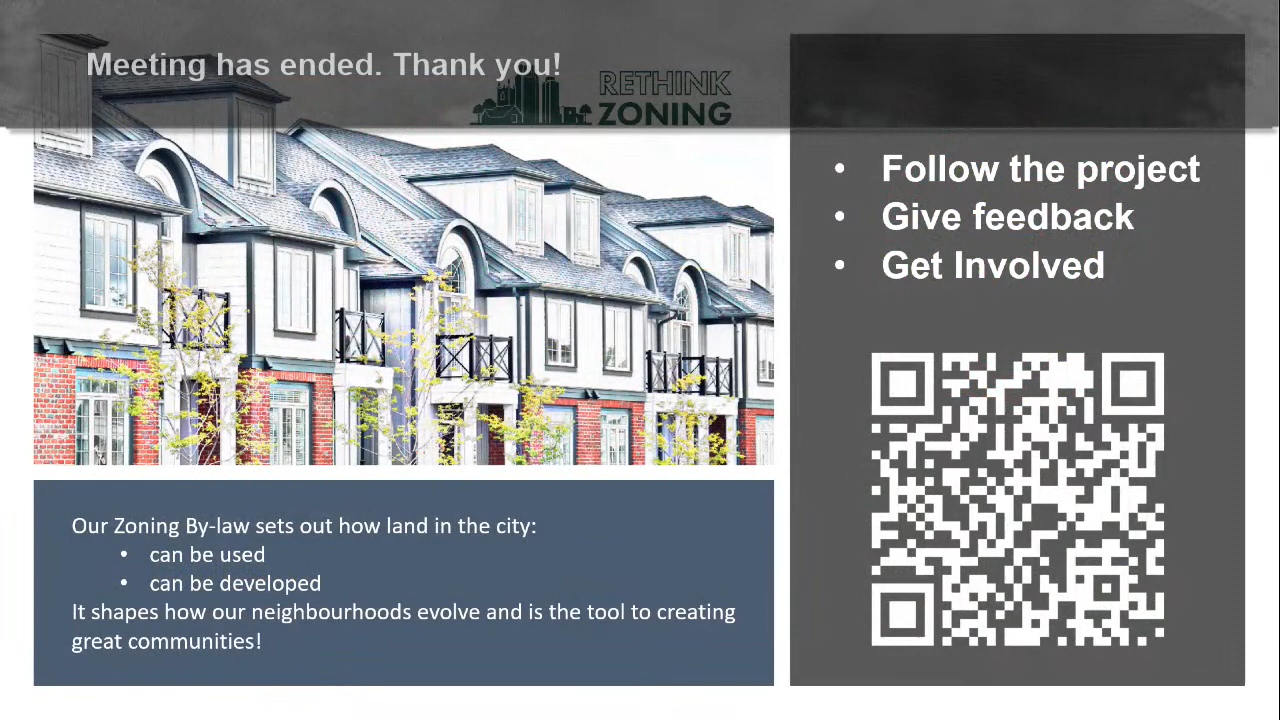 Meeting has ended. Thank you!
RETHINK
ZONING
• Follow the project
• Give feedback
• Get Involved
Our Zoning By-law sets out how land in the city:
• can be used
• can be developed
It shapes how our neighbourhoods evolve and is the tool to creating
great communities!